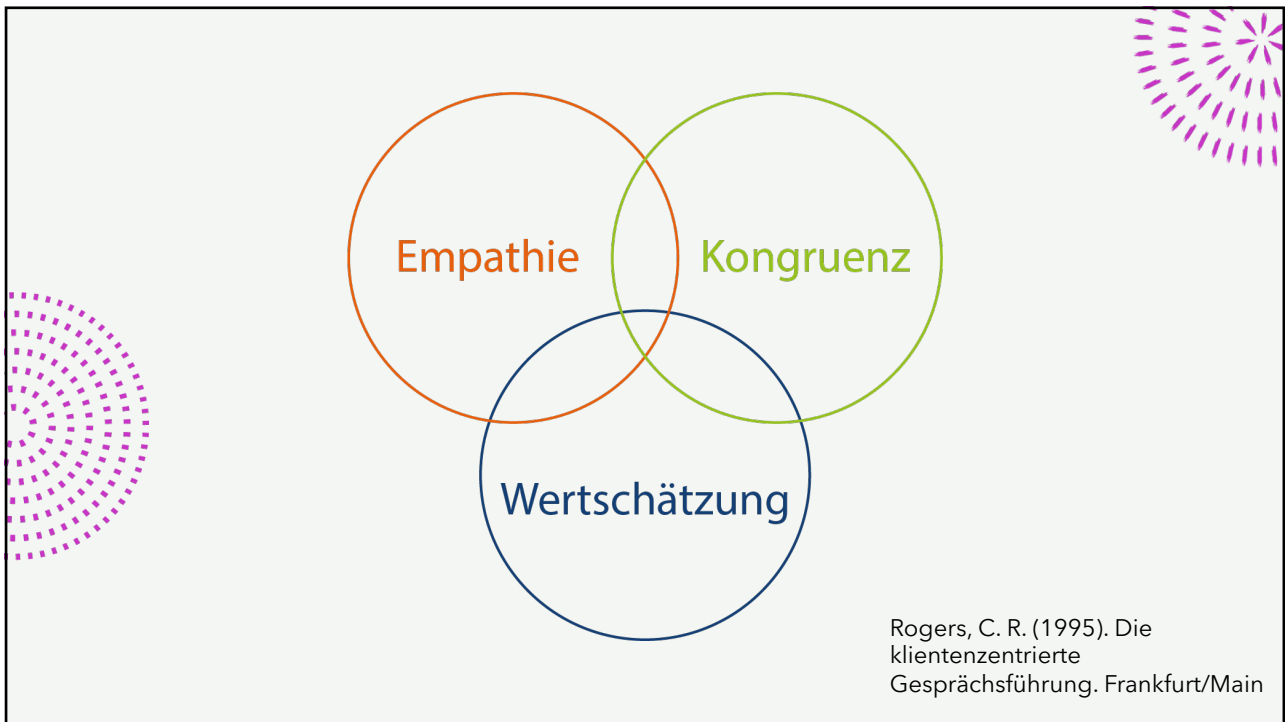 Empathie
Kongruenz
Wertschätzung
Rogers, C. R. (1995). Die
klientenzentrierte
Gesprächsführung. Frankfurt/Main